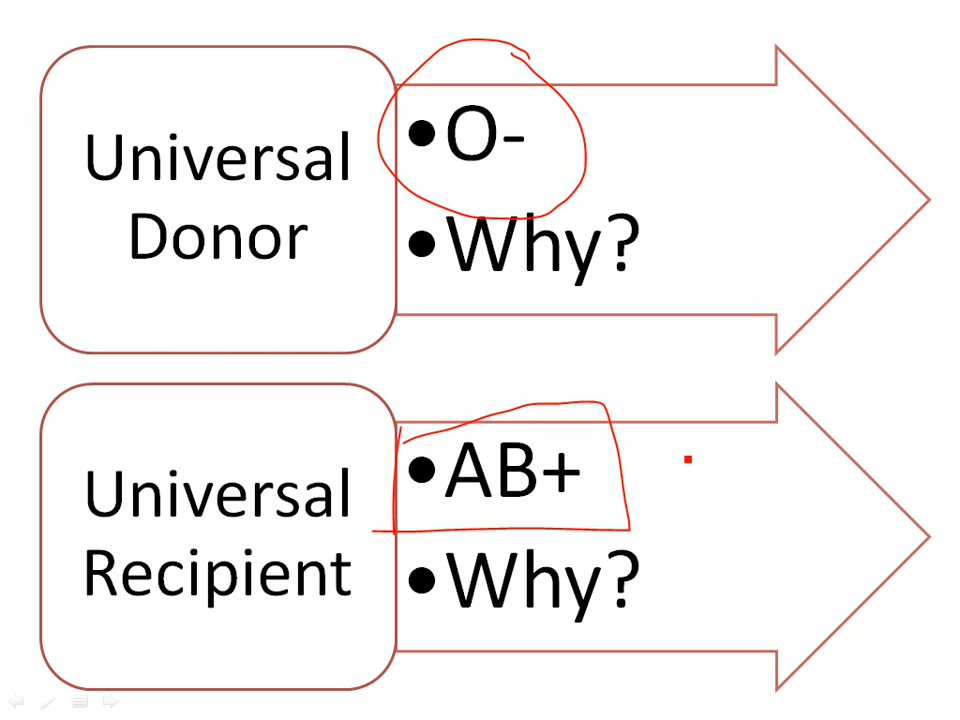 Universal
Donor
•O-
•Why?
Universal
Recipient
•AB+
•Why?